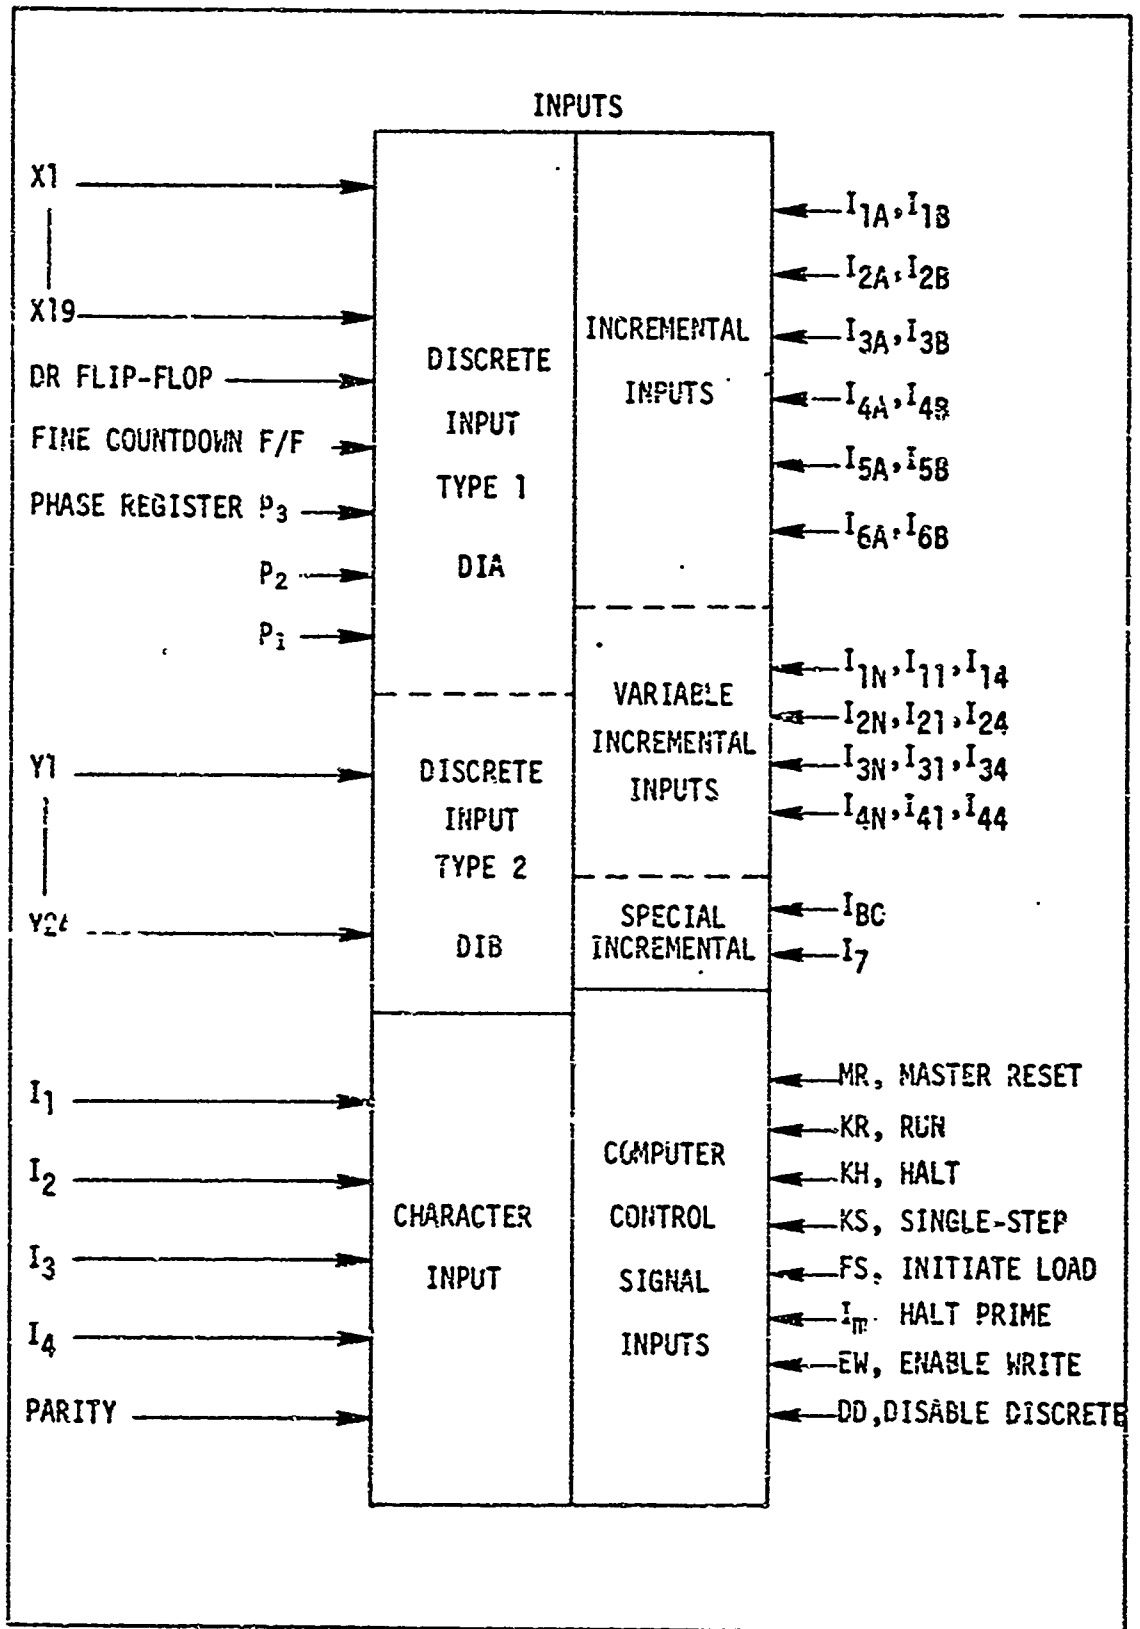 INPUTS
X1
X19
DR FLIP-FLOP
FINE COUNTDOWN F/F
PHASE REGISTER P3
P2
P1
Y1
I1
I2
I3
I4
PARITY
DISCRETE
INPUT
TYPE 1
DIA
DISCRETE
INPUT
TYPE 2
DIB
CHARACTER
INPUT
INCREMENTAL
INPUTS
VARIABLE
INCREMENTAL
INPUTS
SPECIAL
INCREMENTAL
COMPUTER
CONTROL
SIGNAL
INPUTS
I1A,I1B
I2A,I2B
I3A,I3B
I4A,I4B
I5A,I5B
I6A,I6B
I1N,I11,I14
I2N,I21,I24
I3N,I31,I34
I4N,I41,I44
IBC
I7
MR, MASTER RESET
KR, RUN
KH, HALT
KS, SINGLE-STEP
FS, INITIATE LOAD
Im HALT PRIME
EW, ENABLE WRITE
DD,DISABLE DISCRETE